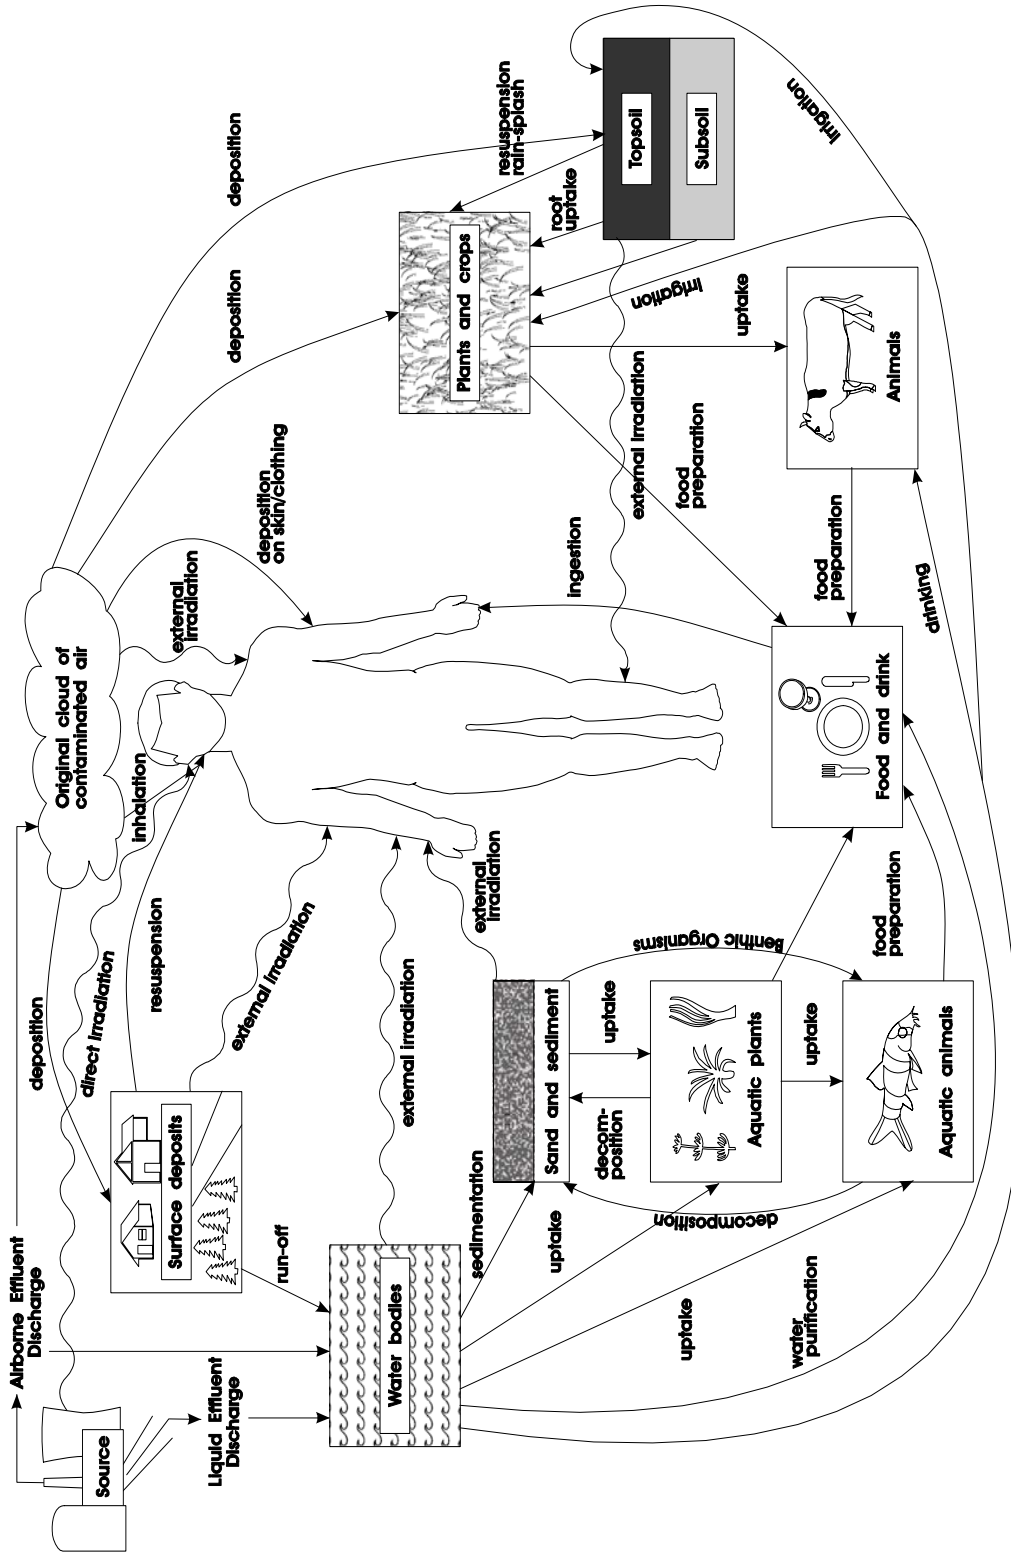 Airborne Effluent
Discharge
Source
Liquid Effluent
Discharge
Original cloud of
contaminated air
deposition
direct irradiation
inhalation
external
irradiation
deposition
on skin/clothing
deposition
deposition
Surface deposits
resuspension
external irradiation
run-off
Water bodies
external irradiation
external
irradiation
Plants and crops
resuspension
rain-splash
root
uptake
Topsoil
Subsoil
Irrigation
Irrigation
external irradiation
ingestion
uptake
food
preparation
Animals
food
preparation
drinking
Food and drink
sedimentation
Sand and sediment
uptake
decom-
position
uptake
Aquatic plants
Benthic Organisms
uptake
decomposition
Aquatic animals
food
preparation
uptake
water
purification